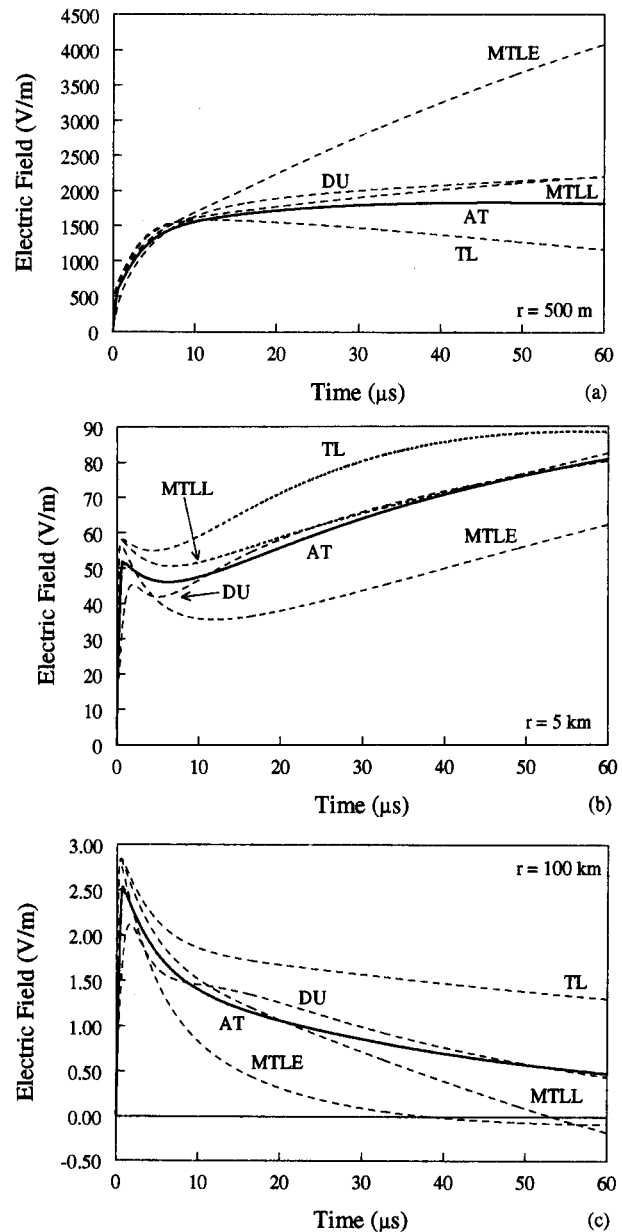 4500
4000
3500
3000
2500
2000
1500
1000
500
0
Electric Field (V/m)
MTLE
DU
MTLL
AT
TL
r = 500 m
0 10 20 30 40 50 60
Time (µs)
(a)
90
80
70
60
50
40
30
20
10
0
Electric Field (V/m)
TL
MTLL
AT
MTLE
DU
r = 5 km
0 10 20 30 40 50 60
Time (µs)
(b)
3.00
2.50
2.00
1.50
1.00
0.50
0.00
-0.50
Electric Field (V/m)
r = 100 km
TL
DU
AT
MTLE
MTLL
0 10 20 30 40 50 60
Time (µs)
(c)